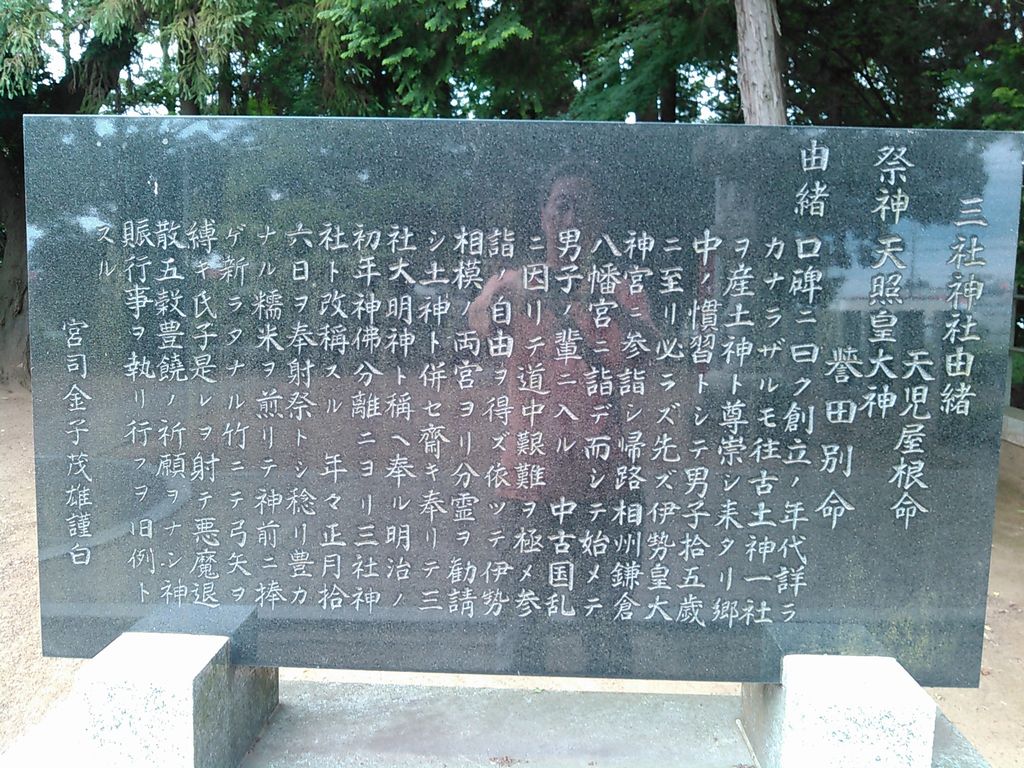 三社神社由緒
祭神 天照皇大神
天児屋根命
誉田別命
由緒
口碑ニ曰ク創立ノ年代詳ラ
カナラザルモ往古土神一社
ヲ産土神ト尊崇シ来タリ郷
中ノ慣習トシテ男子拾五歳
ニ至リ必ラズ先ズ伊勢皇大
神宮ニ参詣シ帰路相州鎌倉
八幡宮ニ詣デ而シテ始メテ
男子ノ輩ニ入ル 中古国乱
ニ因リテ道中艱難ヲ極メ参
詣ノ自由ヲ得ズ依ツテ伊勢
相模ノ両宮ヨリ分霊ヲ勧請
シ土神ト併セ齋キ奉リテ三
社大明神ト稱ヘ奉ル明治ノ
初年神佛分離ニヨリ三社神
社ト改稱スル 年々正月拾
六日ヲ奉射祭トシ稔リ豊カ
ナル糯米ヲ煎リテ神前ニ捧
ゲ新ラタナル竹ニテ弓矢ヲ
縛キ氏子是レヲ射テ悪魔退
散五穀豊饒ノ祈願ヲナシ神
賑行事ヲ執リ行フヲ旧例ト
スル
宮司金子茂雄謹白